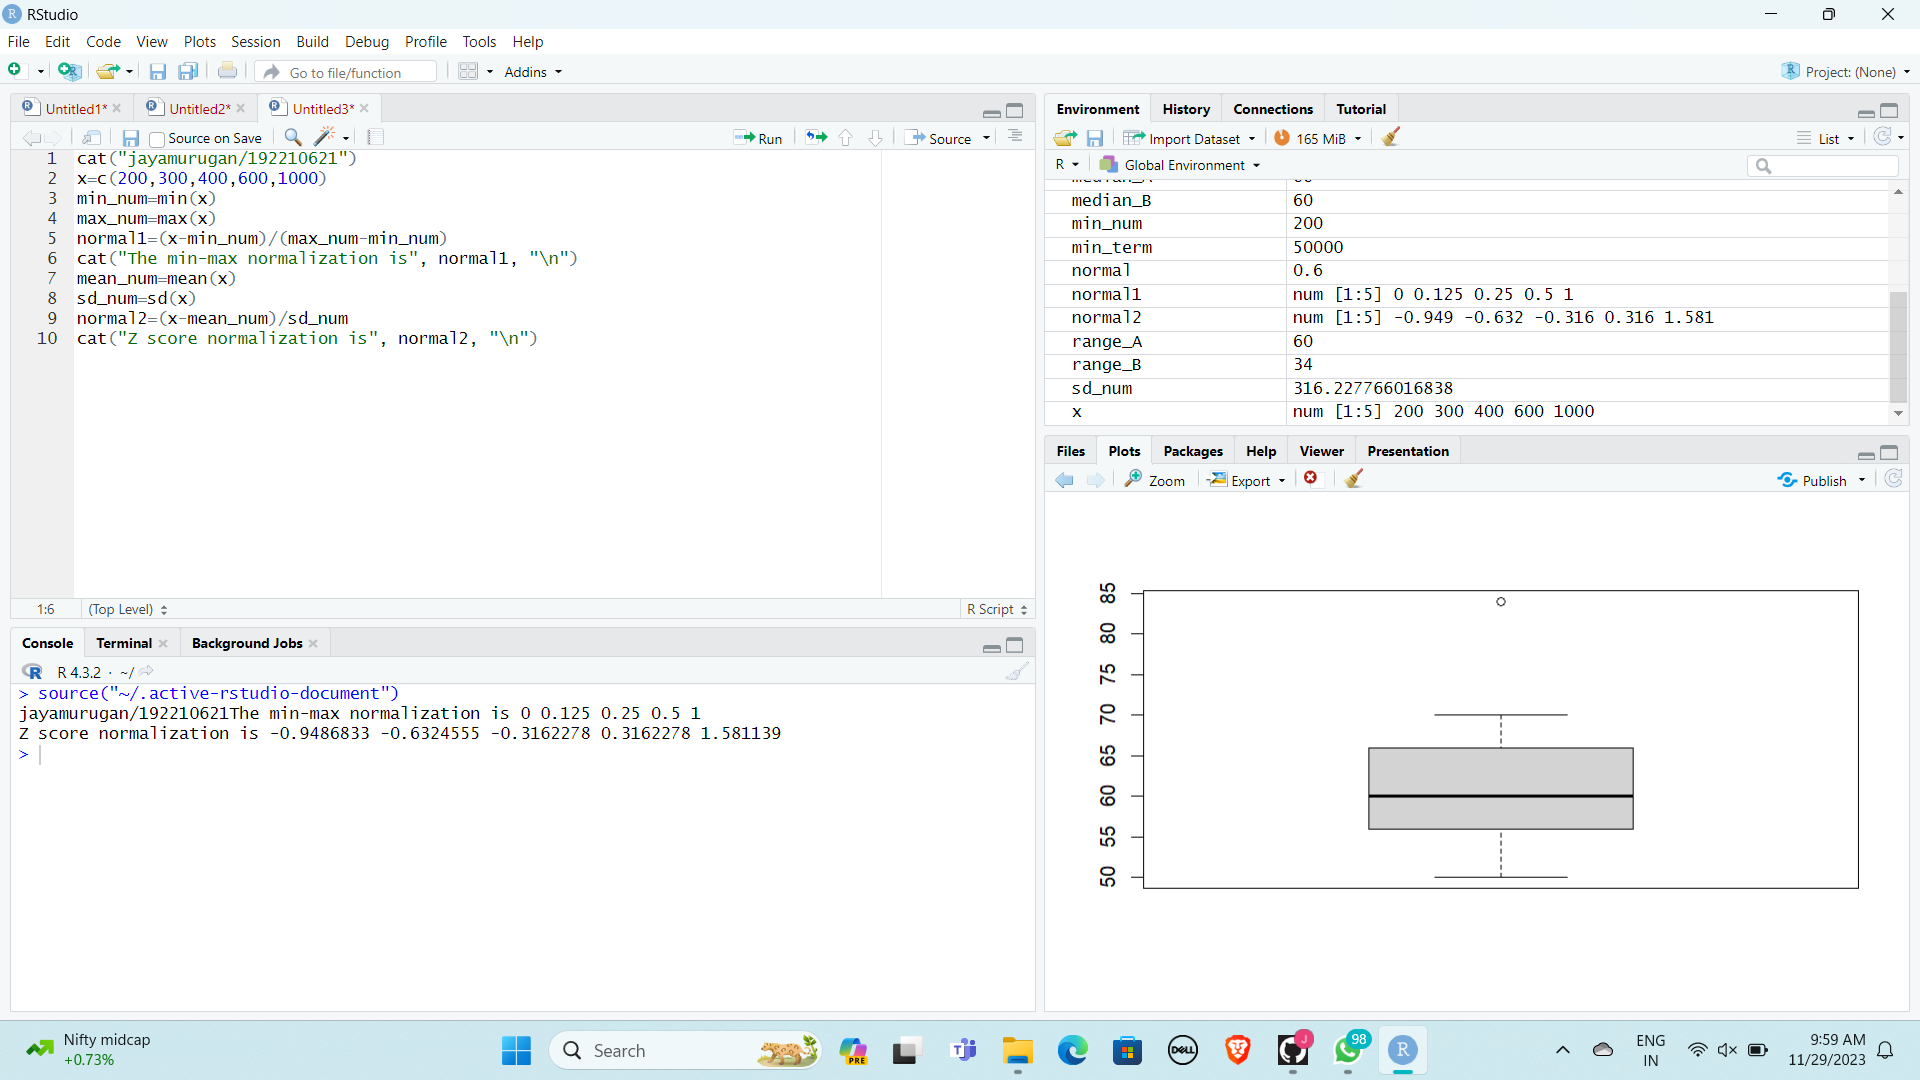 RStudio
File Edit Code View Plots Session Build Debug Profile Tools Help
Go to file/function Addins Project: (None)
Untitled1* Untitled2* Untitled3*
Source on Save Run Source
1 cat("jayamurugan/192210621")
2 x=c(200,300,400,600,1000)
3 min_num=min(x)
4 max_num=max(x)
5 normal1=(x-min_num)/(max_num-min_num)
6 cat("The min-max normalization is", normal1, "\n")
7 mean_num=mean(x)
8 sd_num=sd(x)
9 normal2=(x-mean_num)/sd_num
10 cat("Z score normalization is", normal2, "\n")
1:6 (Top Level) R Script
Console Terminal Background Jobs
R 4.3.2 · ~/
> source("~/.active-rstudio-document")
jayamurugan/192210621The min-max normalization is 0 0.125 0.25 0.5 1
Z score normalization is -0.9486833 -0.6324555 -0.3162278 0.3162278 1.581139
>
Environment History Connections Tutorial
Import Dataset 165 MiB List
R Global Environment
median_B 60
min_num 200
min_term 50000
normal 0.6
normal1 num [1:5] 0 0.125 0.25 0.5 1
normal2 num [1:5] -0.949 -0.632 -0.316 0.316 1.581
range_A 60
range_B 34
sd_num 316.227766016838
x num [1:5] 200 300 400 600 1000
Files Plots Packages Help Viewer Presentation
Zoom Export Publish
85
80
75
70
65
60
55
50
Nifty midcap
+0.73%
Search
PRE
DELL
J
98
R
ENG
IN
9:59 AM
11/29/2023